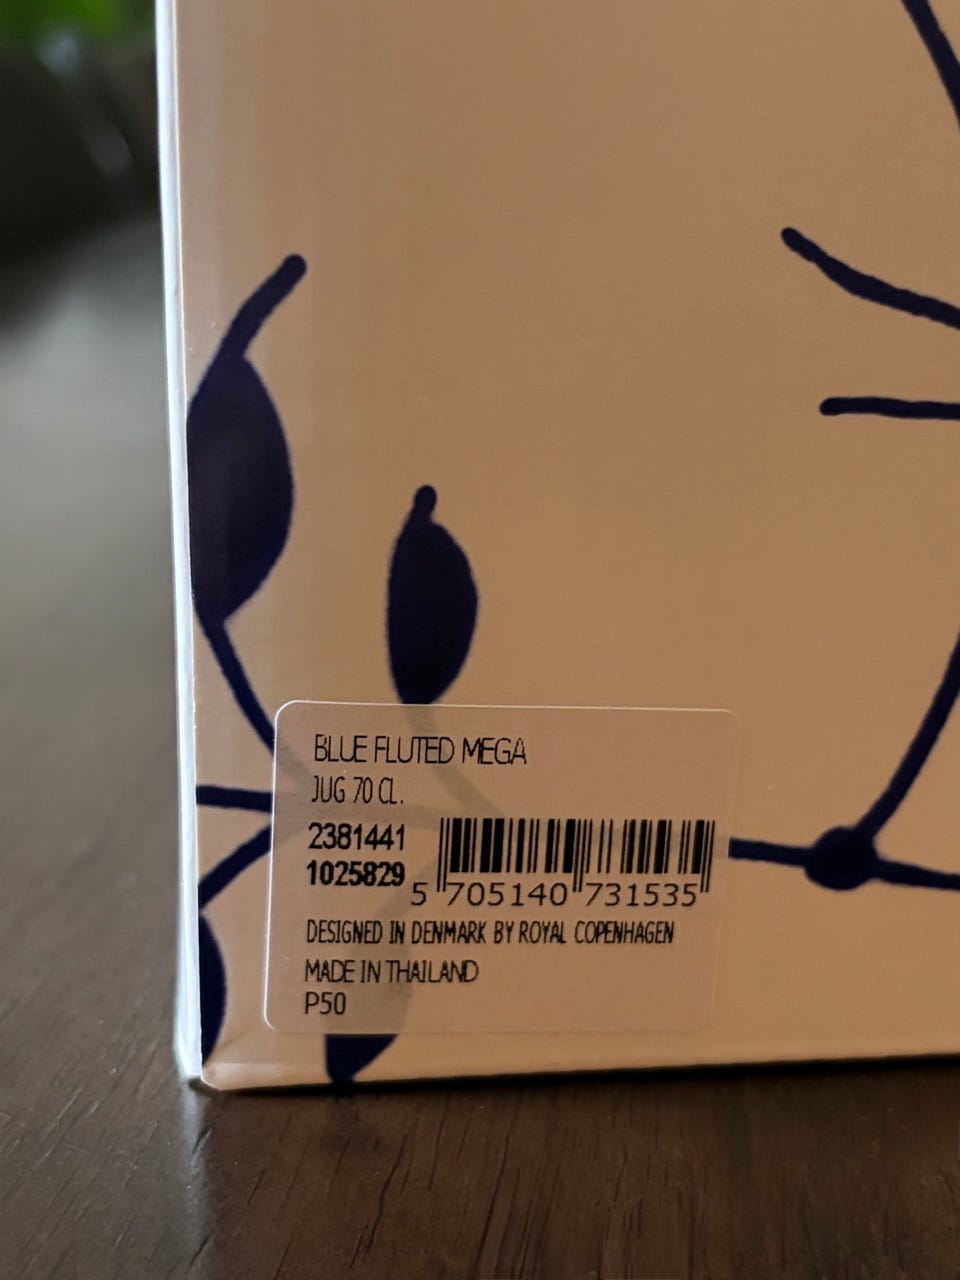 BLUE FLUTED MEGA
JUG 70 CL.
2381441
1025829
5 705140 731535
DESIGNED IN DENMARK BY ROYAL COPENHAGEN
MADE IN THAILAND
P50